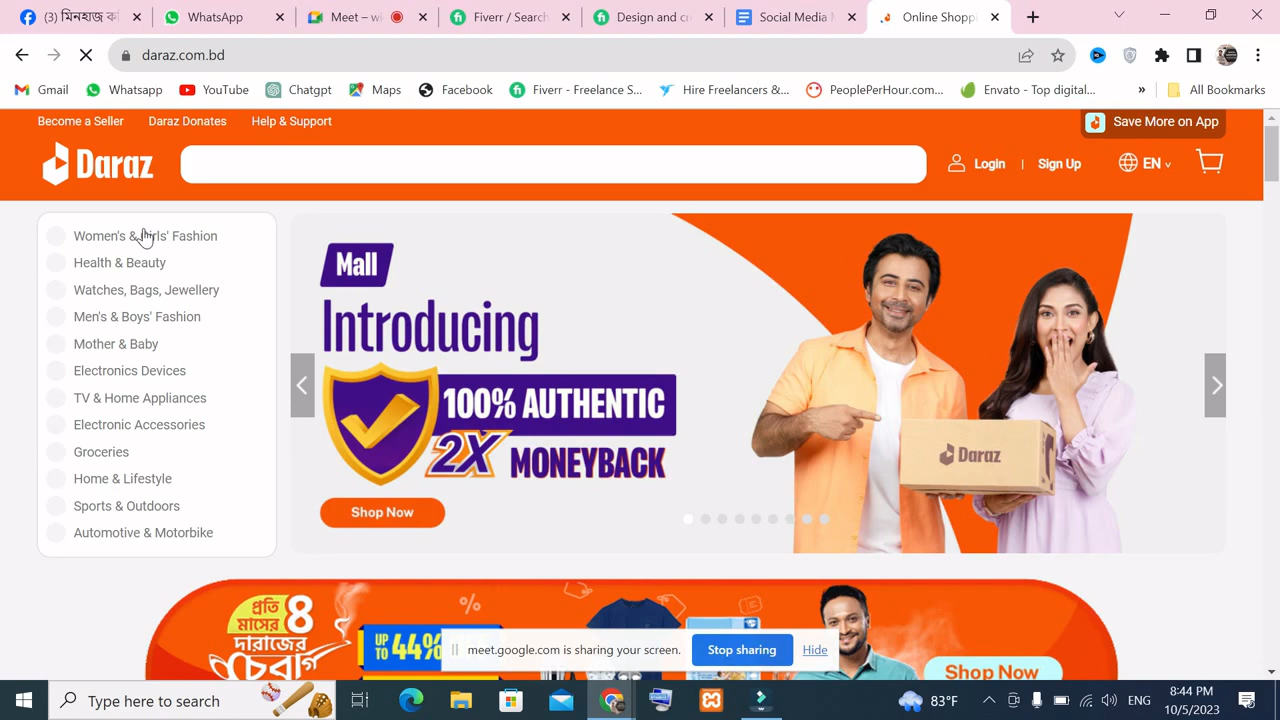 মিনহাজ কা
WhatsApp
Meet – wi
Fiverr / Search
Design and cr
Social Media M
Online Shoppi
daraz.com.bd
Gmail
Whatsapp
YouTube
Chatgpt
Maps
Facebook
Fiverr - Freelance S...
Hire Freelancers &...
PeoplePerHour.com...
Envato - Top digital...
»
All Bookmarks
Become a Seller
Daraz Donates
Help & Support
Save More on App
Daraz
Login | Sign Up
EN
Women's & Girls' Fashion
Health & Beauty
Watches, Bags, Jewellery
Men's & Boys' Fashion
Mother & Baby
Electronics Devices
TV & Home Appliances
Electronic Accessories
Groceries
Home & Lifestyle
Sports & Outdoors
Automotive & Motorbike
Mall
Introducing
100% AUTHENTIC
2X MONEYBACK
Shop Now
Daraz
প্রতি
মাসের
8
দারাজের
চেরাগ
UP
TO 44%
Shop Now
meet.google.com is sharing your screen.
Stop sharing
Hide
Type here to search
83°F
ENG
8:44 PM
10/5/2023